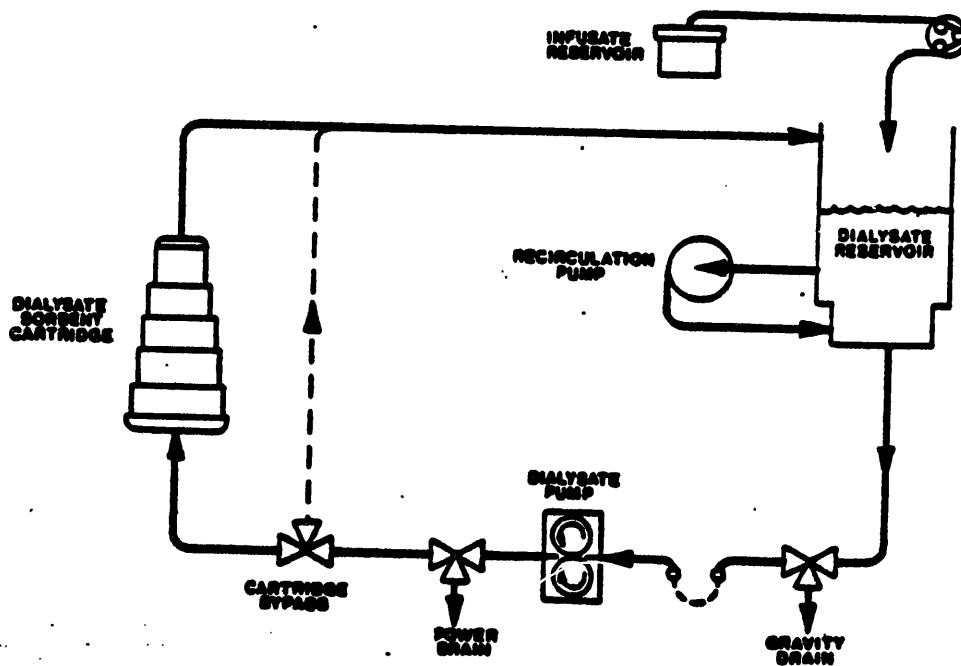 INFUSATE
RESERVOIR
DIALYSATE
RESERVOIR
RECIRCULATION
PUMP
DIALYSATE
SORBENT
CARTRIDGE
DIALYSATE
PUMP
CARTRIDGE
BYPASS
POWER
DRAIN
GRAVITY
DRAIN